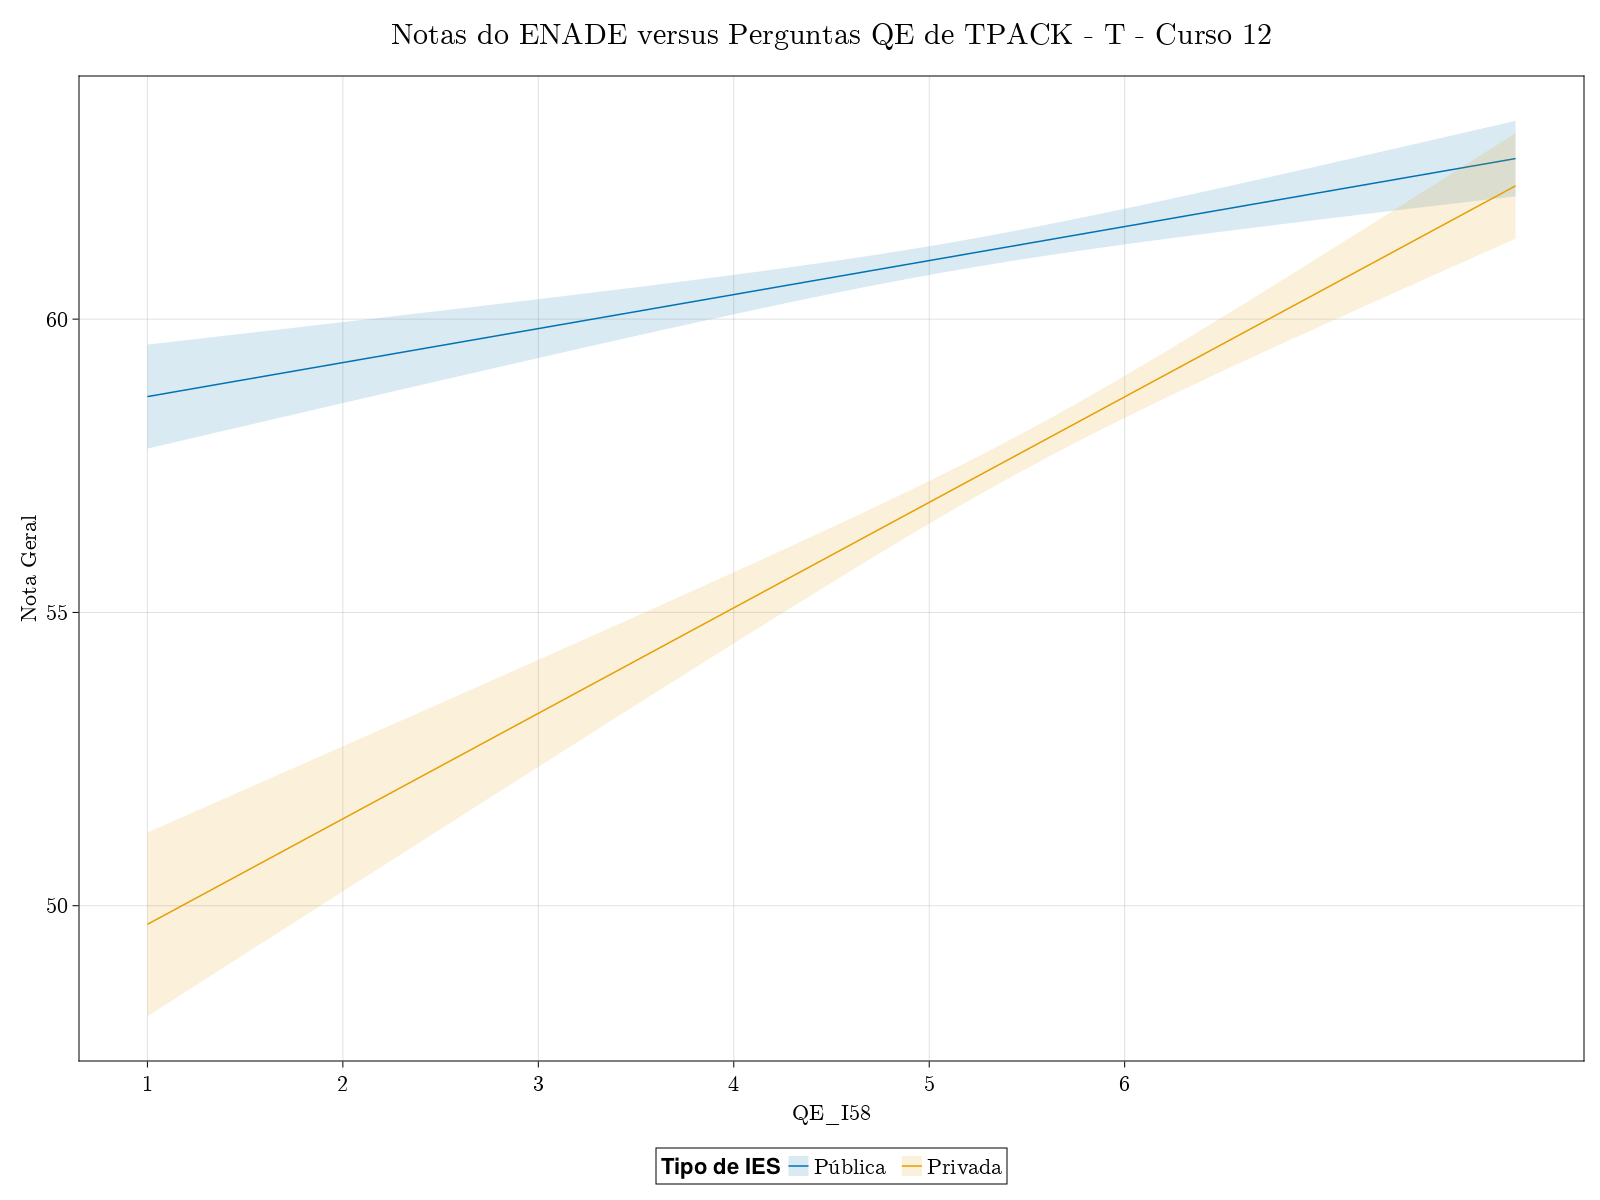 Notas do ENADE versus Perguntas QE de TPACK - T - Curso 12
Nota Geral
60
55
50
1 2 3 4 5 6
QE_I58
Tipo de IES Pública Privada